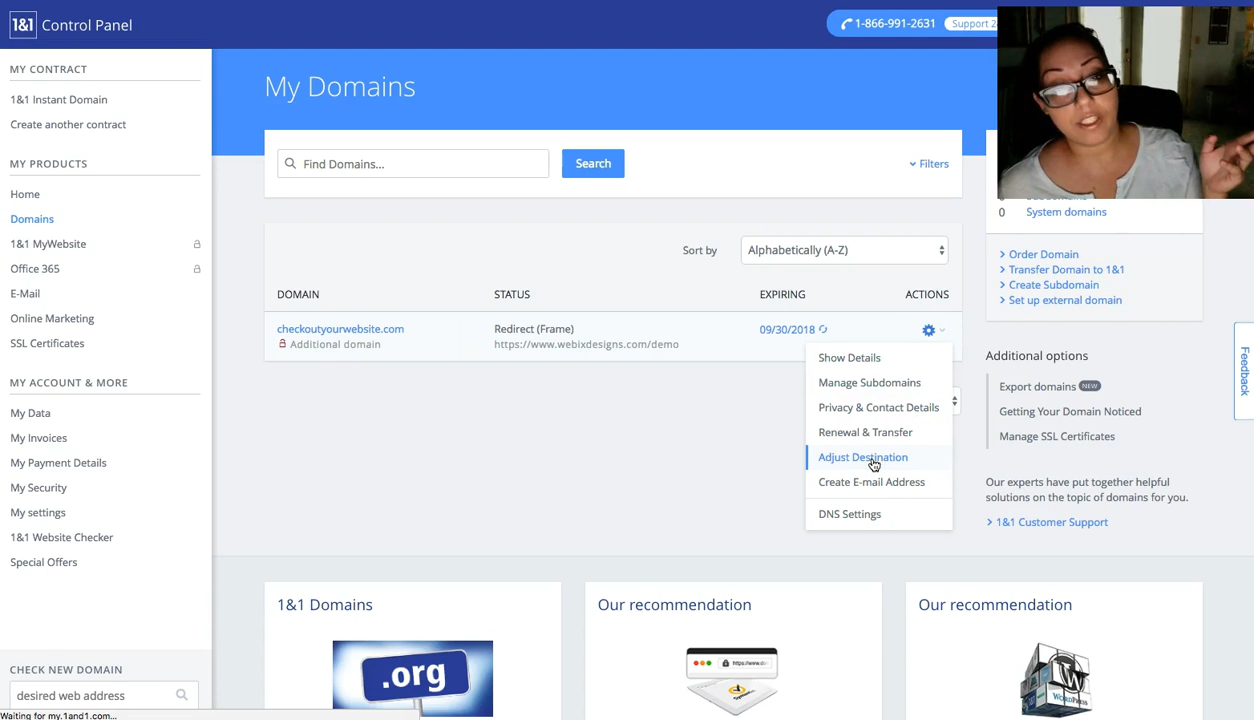 1&1 Control Panel
1-866-991-2631
Support 24
MY CONTRACT
1&1 Instant Domain
Create another contract
MY PRODUCTS
Home
Domains
1&1 MyWebsite
Office 365
E-Mail
Online Marketing
SSL Certificates
MY ACCOUNT & MORE
My Data
My Invoices
My Payment Details
My Security
My settings
1&1 Website Checker
Special Offers
CHECK NEW DOMAIN
desired web address
Waiting for my.1and1.com...
My Domains
Find Domains...
Search
Filters
Sort by
Alphabetically (A-Z)
DOMAIN STATUS EXPIRING ACTIONS
checkoutyourwebsite.com Redirect (Frame) 09/30/2018
Additional domain https://www.webixdesigns.com/demo
Show Details
Manage Subdomains
Privacy & Contact Details
Renewal & Transfer
Adjust Destination
Create E-mail Address
DNS Settings
0 System domains
Order Domain
Transfer Domain to 1&1
Create Subdomain
Set up external domain
Additional options
Export domains NEW
Getting Your Domain Noticed
Manage SSL Certificates
Our experts have put together helpful
solutions on the topic of domains for you.
1&1 Customer Support
Feedback
1&1 Domains
.org
Our recommendation
Our recommendation
WORDPRESS